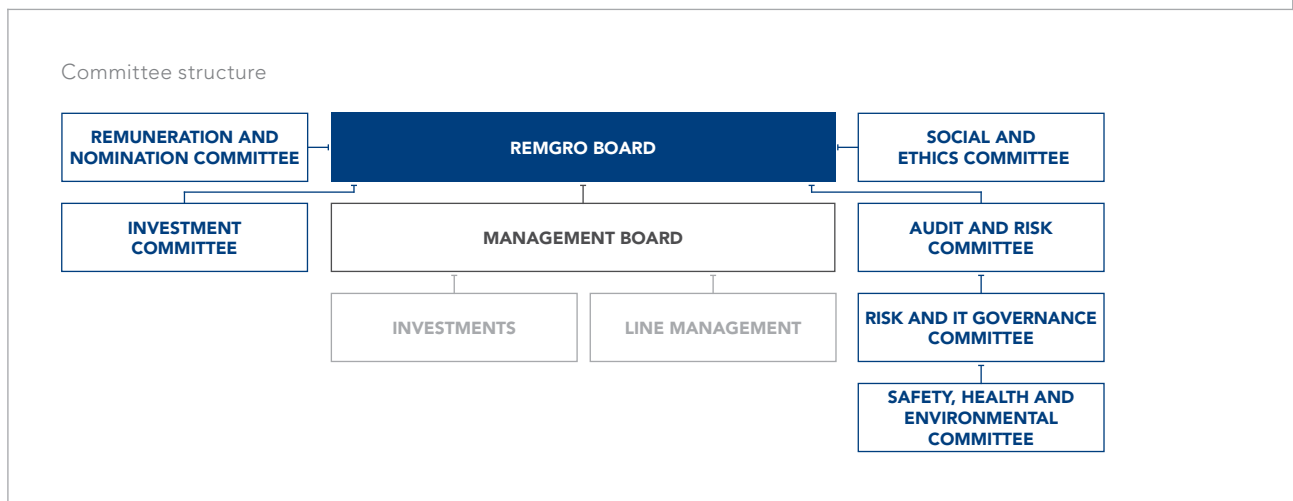 Committee structure
REMUNERATION AND
NOMINATION COMMITTEE
REMGRO BOARD
SOCIAL AND
ETHICS COMMITTEE
INVESTMENT
COMMITTEE
MANAGEMENT BOARD
AUDIT AND RISK
COMMITTEE
INVESTMENTS
LINE MANAGEMENT
RISK AND IT GOVERNANCE
COMMITTEE
SAFETY, HEALTH AND
ENVIRONMENTAL
COMMITTEE